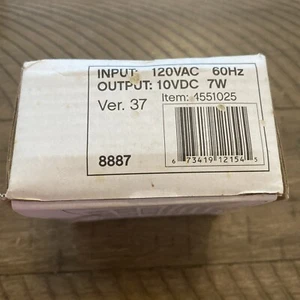 INPUT: 120VAC 60Hz
OUTPUT: 10VDC 7W
Ver. 37
Item: 4551025
8887
6 73419 12154 5